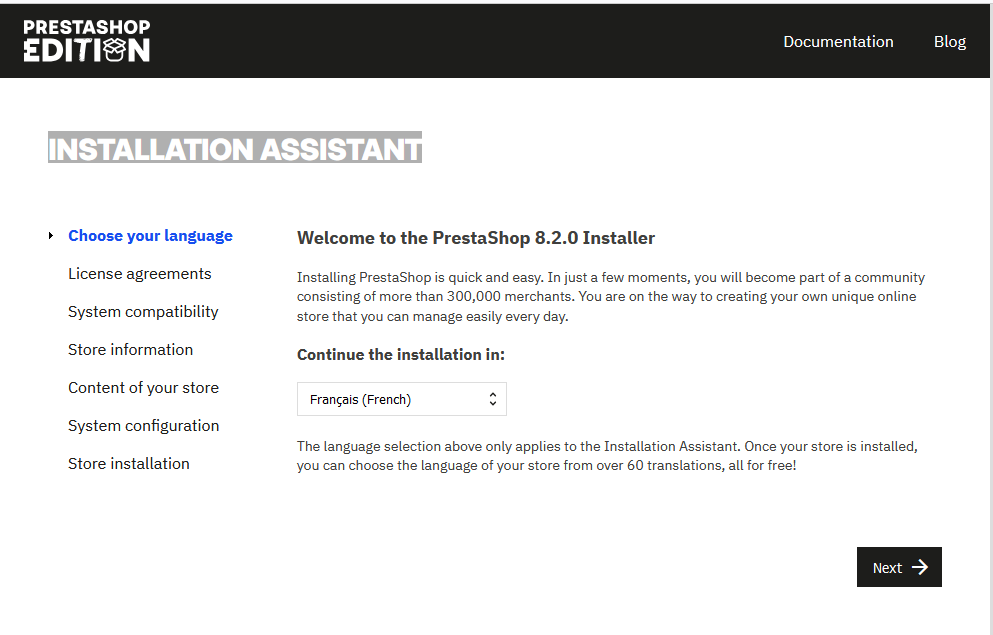 PRESTASHOP
EDITION
Documentation
Blog
INSTALLATION ASSISTANT
Choose your language
License agreements
System compatibility
Store information
Content of your store
System configuration
Store installation
Welcome to the PrestaShop 8.2.0 Installer
Installing PrestaShop is quick and easy. In just a few moments, you will become part of a community
consisting of more than 300,000 merchants. You are on the way to creating your own unique online
store that you can manage easily every day.
Continue the installation in:
Français (French)
The language selection above only applies to the Installation Assistant. Once your store is installed,
you can choose the language of your store from over 60 translations, all for free!
Next